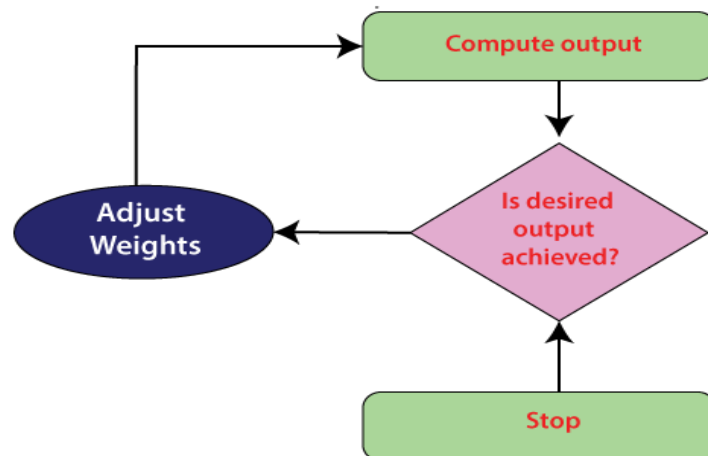 Compute output
Is desired
output
achieved?
Adjust
Weights
Stop